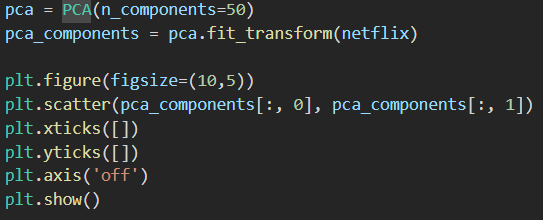 pca = PCA(n_components=50)
pca_components = pca.fit_transform(netflix)
plt.figure(figsize=(10,5))
plt.scatter(pca_components[:, 0], pca_components[:, 1])
plt.xticks([])
plt.yticks([])
plt.axis('off')
plt.show()